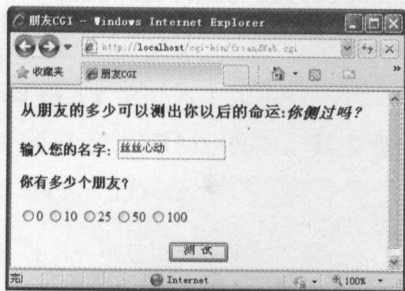 朋友CGI - Windows Internet Explorer
http://localhost/cgi-bin/friendWeb.cgi
收藏夹
朋友CGI
从朋友的多少可以测出你以后的命运:你侧过吗?
输入您的名字: 丝丝心动
你有多少个朋友?
0 10 25 50 100
测 试
完
Internet
100%